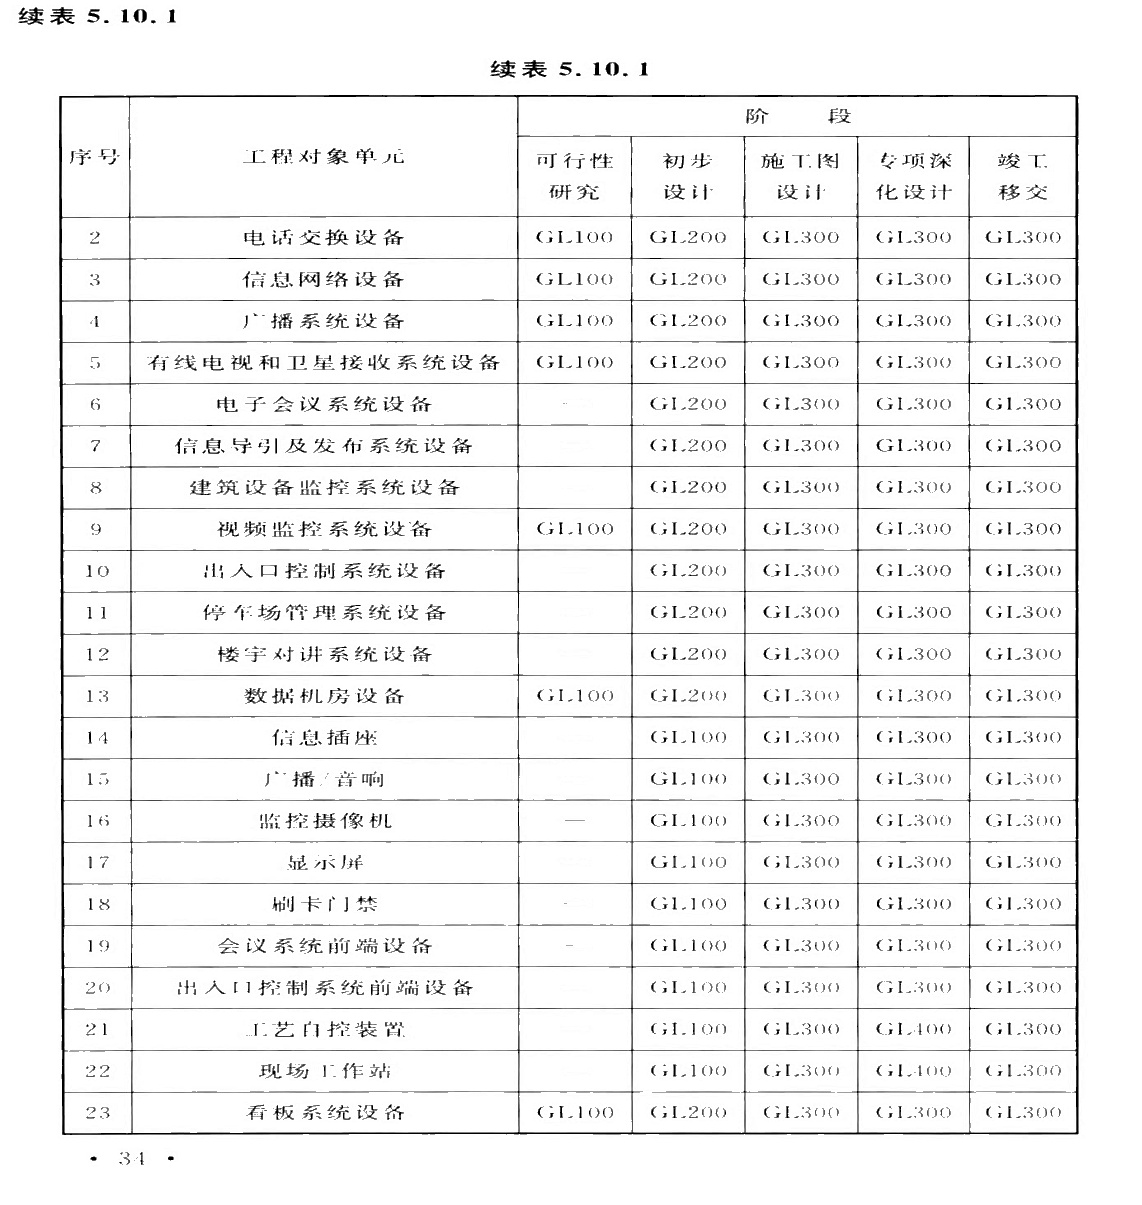 续表 5.10.1
续表 5.10.1
序号 工程对象单元 阶 段
可行性研究 初步设计 施工图设计 专项深化设计 竣工移交
2 电话交换设备 GL100 GL200 GL300 GL300 GL300
3 信息网络设备 GL100 GL200 GL300 GL300 GL300
4 广播系统设备 GL100 GL200 GL300 GL300 GL300
5 有线电视和卫星接收系统设备 GL100 GL200 GL300 GL300 GL300
6 电子会议系统设备 — GL200 GL300 GL300 GL300
7 信息导引及发布系统设备 GL200 GL300 GL300 GL300
8 建筑设备监控系统设备 GL200 GL300 GL300 GL300
9 视频监控系统设备 GL100 GL200 GL300 GL300 GL300
10 出入口控制系统设备 GL200 GL300 GL300 GL300
11 停车场管理系统设备 GL200 GL300 GL300 GL300
12 楼宇对讲系统设备 GL200 GL300 GL300 GL300
13 数据机房设备 GL100 GL200 GL300 GL300 GL300
14 信息插座 GL100 GL300 GL300 GL300
15 广播/音响 GL100 GL300 GL300 GL300
16 监控摄像机 — GL100 GL300 GL300 GL300
17 显示屏 GL100 GL300 GL300 GL300
18 刷卡门禁 — GL100 GL300 GL300 GL300
19 会议系统前端设备 — GL100 GL300 GL300 GL300
20 出入口控制系统前端设备 GL100 GL300 GL300 GL300
21 工艺自控装置 GL100 GL300 GL400 GL300
22 现场工作站 GL100 GL300 GL400 GL300
23 看板系统设备 GL100 GL200 GL300 GL300 GL300
• 34 •